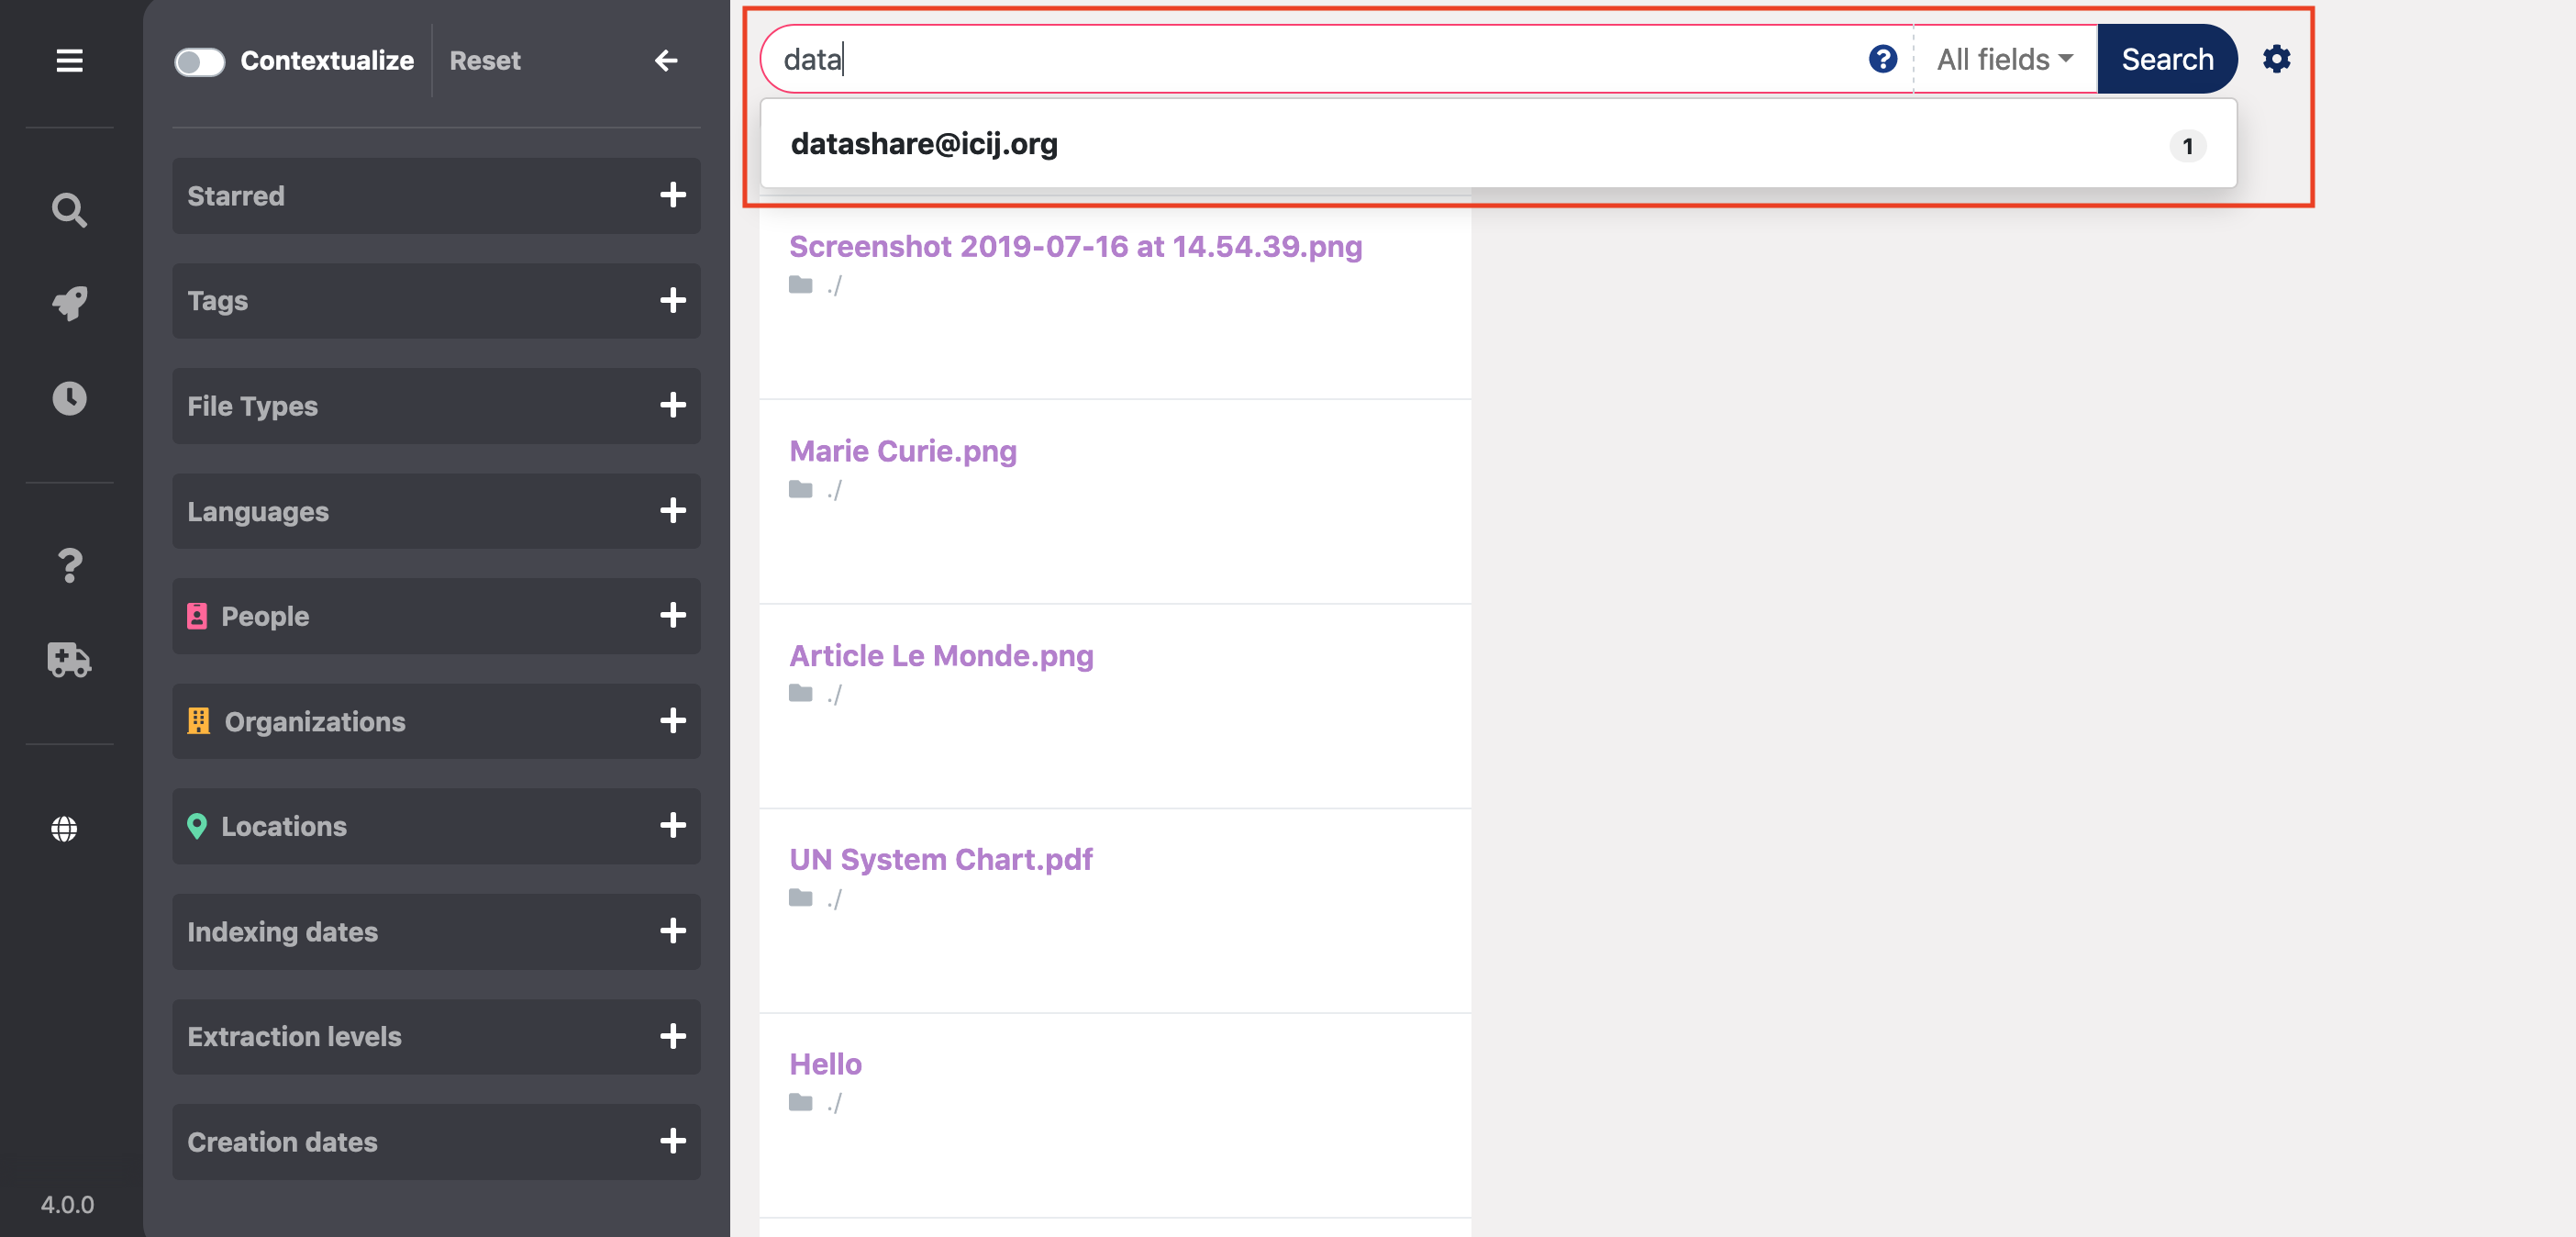 Contextualize
Reset
Starred
Tags
File Types
Languages
People
Organizations
Locations
Indexing dates
Extraction levels
Creation dates
4.0.0
data
All fields
Search
datashare@icij.org
1
Screenshot 2019-07-16 at 14.54.39.png
./
Marie Curie.png
./
Article Le Monde.png
./
UN System Chart.pdf
./
Hello
./